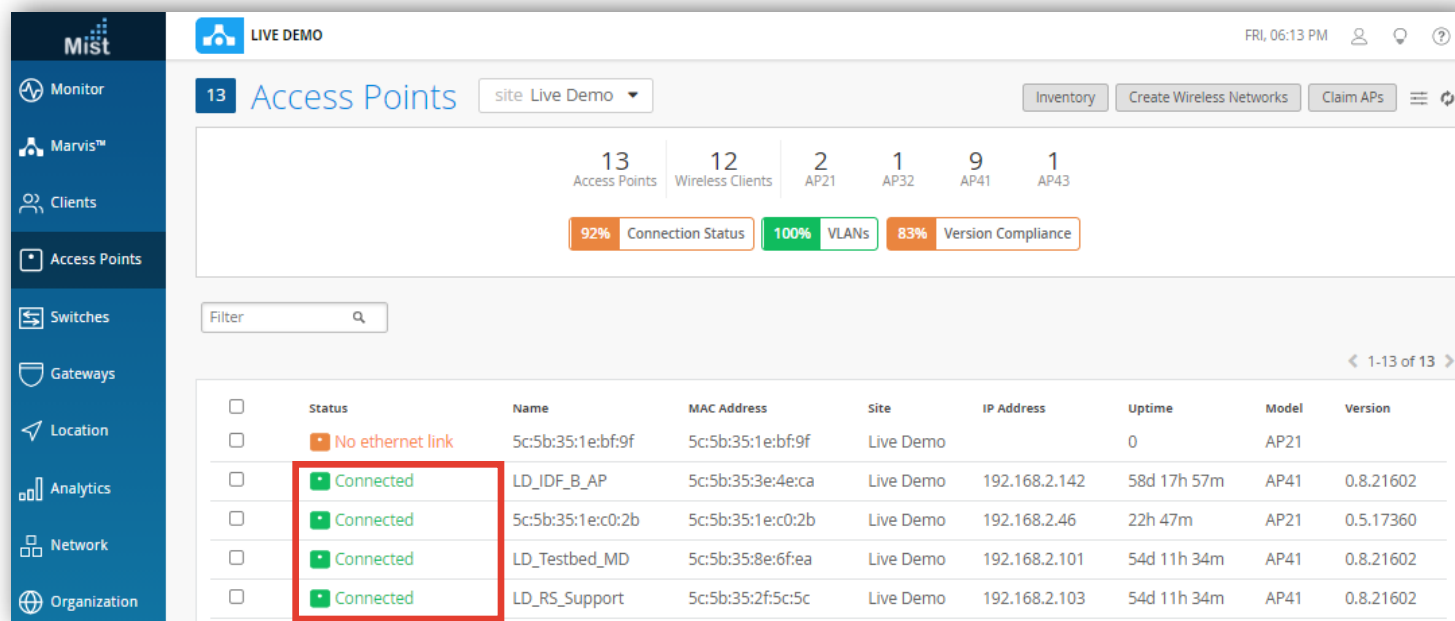 Mist
LIVE DEMO
FRI, 06:13 PM
?
Monitor
Marvis™
Clients
Access Points
Switches
Gateways
Location
Analytics
Network
Organization
13 Access Points site Live Demo
Inventory Create Wireless Networks Claim APs
13 12 2 1 9 1
Access Points Wireless Clients AP21 AP32 AP41 AP43
92% Connection Status 100% VLANs 83% Version Compliance
Filter
< 1-13 of 13 >
Status Name MAC Address Site IP Address Uptime Model Version
No ethernet link 5c:5b:35:1e:bf:9f 5c:5b:35:1e:bf:9f Live Demo 0 AP21
Connected LD_IDF_B_AP 5c:5b:35:3e:4e:ca Live Demo 192.168.2.142 58d 17h 57m AP41 0.8.21602
Connected 5c:5b:35:1e:c0:2b 5c:5b:35:1e:c0:2b Live Demo 192.168.2.46 22h 47m AP21 0.5.17360
Connected LD_Testbed_MD 5c:5b:35:8e:6f:ea Live Demo 192.168.2.101 54d 11h 34m AP41 0.8.21602
Connected LD_RS_Support 5c:5b:35:2f:5c:5c Live Demo 192.168.2.103 54d 11h 34m AP41 0.8.21602